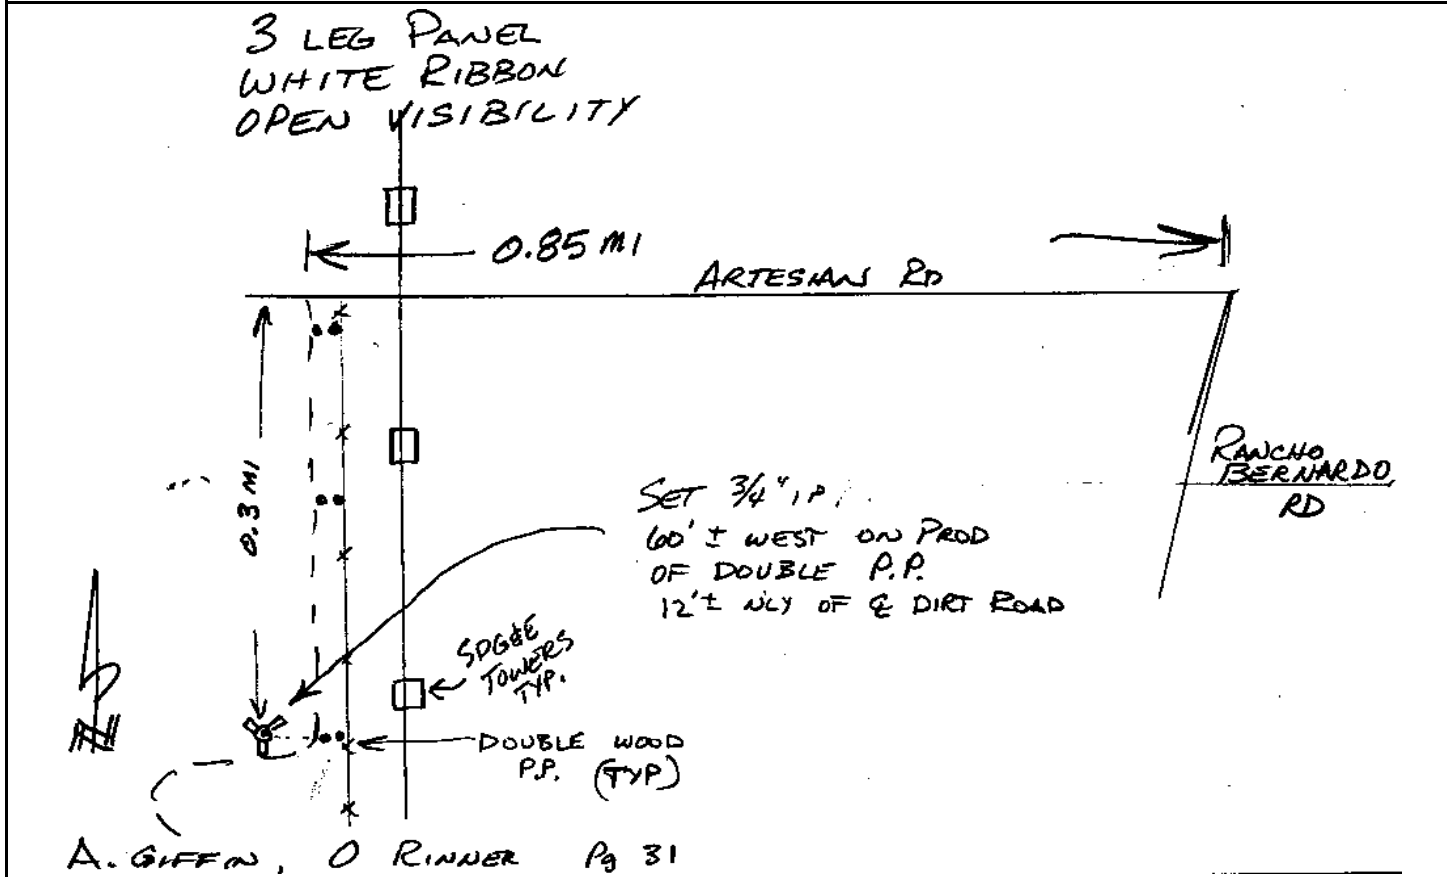 3 LEG PANEL
WHITE RIBBON
OPEN VISIBILITY
0.85 MI
ARTESIAN RD
0.3 MI
RANCHO
BERNARDO
RD
SET 3/4" I.P.
60' ± WEST ON PROD
OF DOUBLE P.P.
12' ± NLY OF ℄ DIRT ROAD
SDG&E
TOWERS
TYP.
N
DOUBLE WOOD
P.P. (TYP)
A. GIFFIN, O RINNER Pg 31